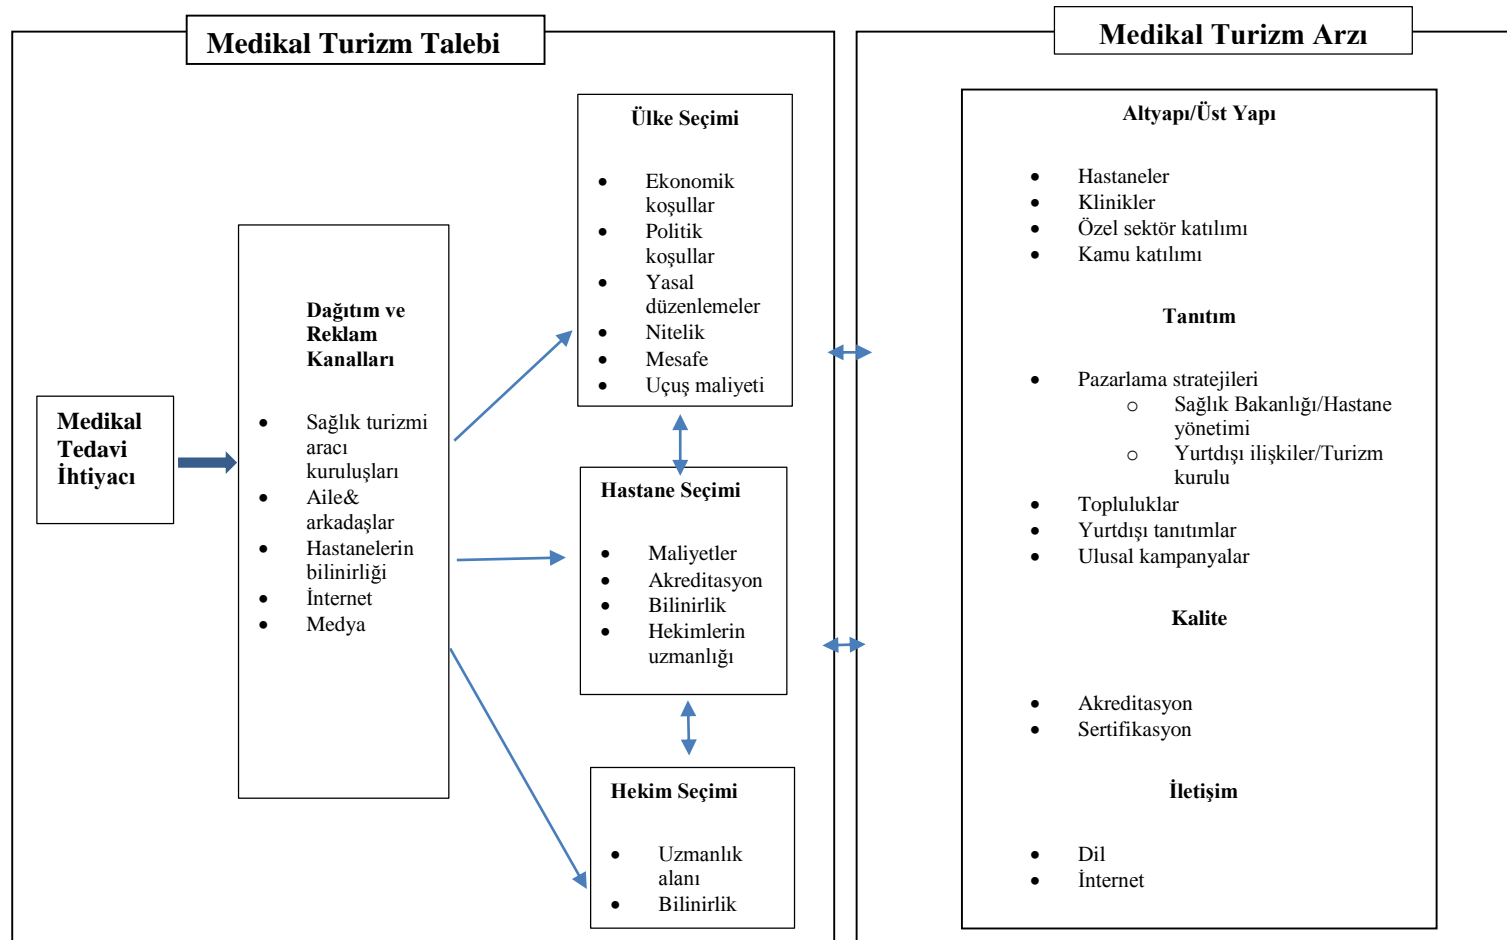 Medikal Turizm Talebi
Medikal
Tedavi
İhtiyacı
Dağıtım ve
Reklam
Kanalları
• Sağlık turizmi
aracı
kuruluşları
• Aile&
arkadaşlar
• Hastanelerin
bilinirliği
• İnternet
• Medya
Ülke Seçimi
• Ekonomik
koşullar
• Politik
koşullar
• Yasal
düzenlemeler
• Nitelik
• Mesafe
• Uçuş maliyeti
Hastane Seçimi
• Maliyetler
• Akreditasyon
• Bilinirlik
• Hekimlerin
uzmanlığı
Hekim Seçimi
• Uzmanlık
alanı
• Bilinirlik
Medikal Turizm Arzı
Altyapı/Üst Yapı
• Hastaneler
• Klinikler
• Özel sektör katılımı
• Kamu katılımı
Tanıtım
• Pazarlama stratejileri
o Sağlık Bakanlığı/Hastane
yönetimi
o Yurtdışı ilişkiler/Turizm
kurulu
• Topluluklar
• Yurtdışı tanıtımlar
• Ulusal kampanyalar
Kalite
• Akreditasyon
• Sertifikasyon
İletişim
• Dil
• İnternet